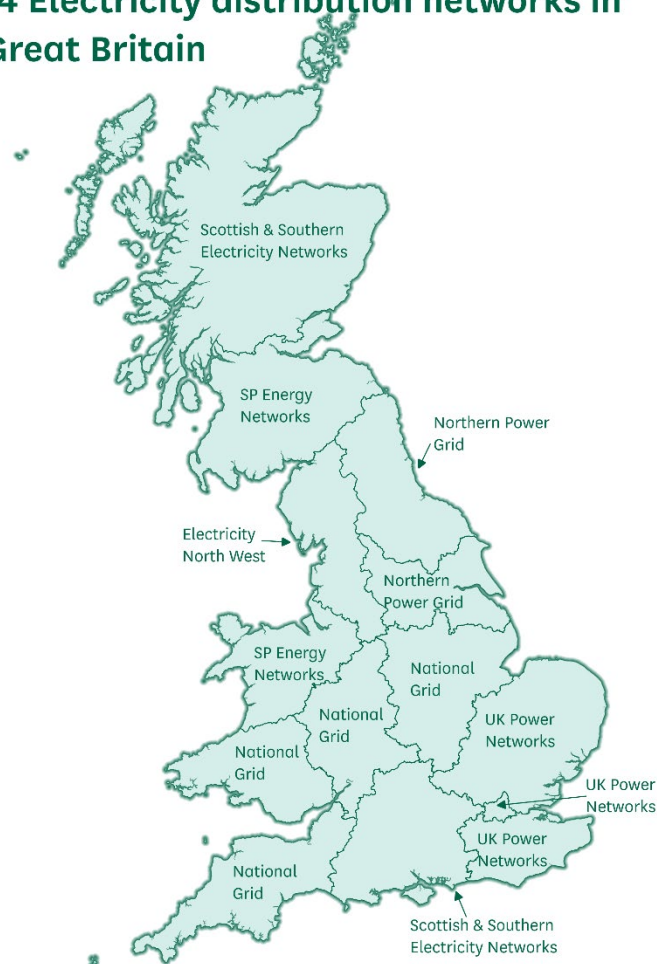 4 Electricity distribution networks in
Great Britain
Scottish & Southern
Electricity Networks
SP Energy
Networks
Northern Power
Grid
Electricity
North West
Northern
Power Grid
SP Energy
Networks
National
Grid
National
Grid
UK Power
Networks
National
Grid
UK Power
Networks
UK Power
Networks
National
Grid
Scottish & Southern
Electricity Networks